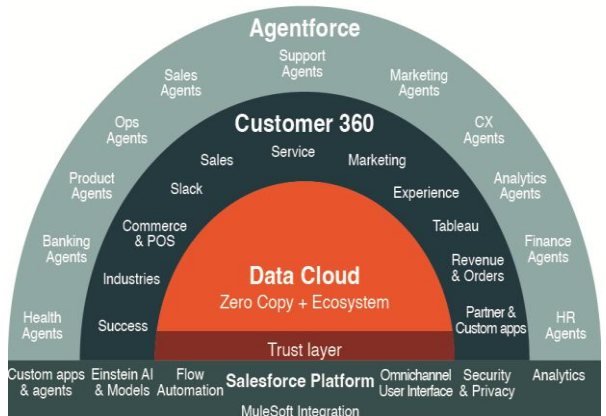 Agentforce
Support
Agents
Sales
Agents
Marketing
Agents
Ops
Agents
CX
Agents
Product
Agents
Analytics
Agents
Banking
Agents
Finance
Agents
Health
Agents
HR
Agents
Customer 360
Sales
Service
Marketing
Slack
Experience
Commerce
& POS
Tableau
Industries
Revenue
& Orders
Success
Partner &
Custom apps
Data Cloud
Zero Copy + Ecosystem
Trust layer
Custom apps
& agents
Einstein AI
& Models
Flow
Automation
Salesforce Platform
Omnichannel
User Interface
Security
& Privacy
Analytics
MuleSoft Integration